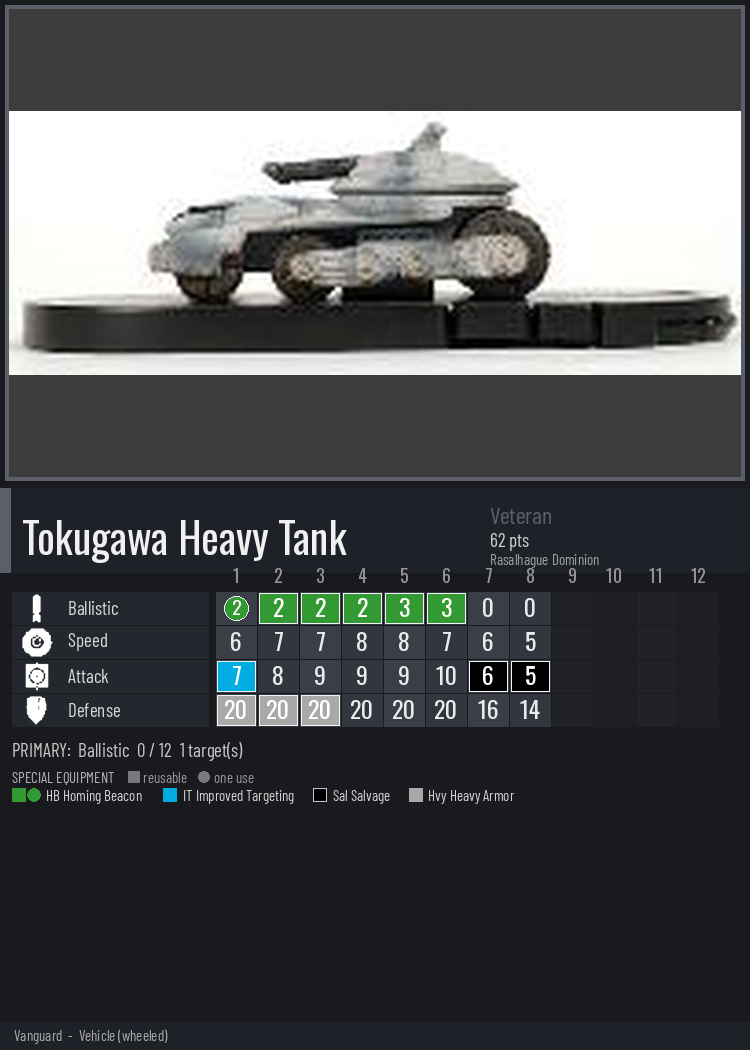 Tokugawa Heavy Tank
Veteran
62 pts
Rasalhague Dominion
1 2 3 4 5 6 7 8 9 10 11 12
Ballistic 2 2 2 2 3 3 0 0
Speed 6 7 7 8 8 7 6 5
Attack 7 8 9 9 9 10 6 5
Defense 20 20 20 20 20 20 16 14
PRIMARY: Ballistic 0 / 12 1 target(s)
SPECIAL EQUIPMENT reusable one use
HB Homing Beacon IT Improved Targeting Sal Salvage Hvy Heavy Armor
Vanguard - Vehicle (wheeled)